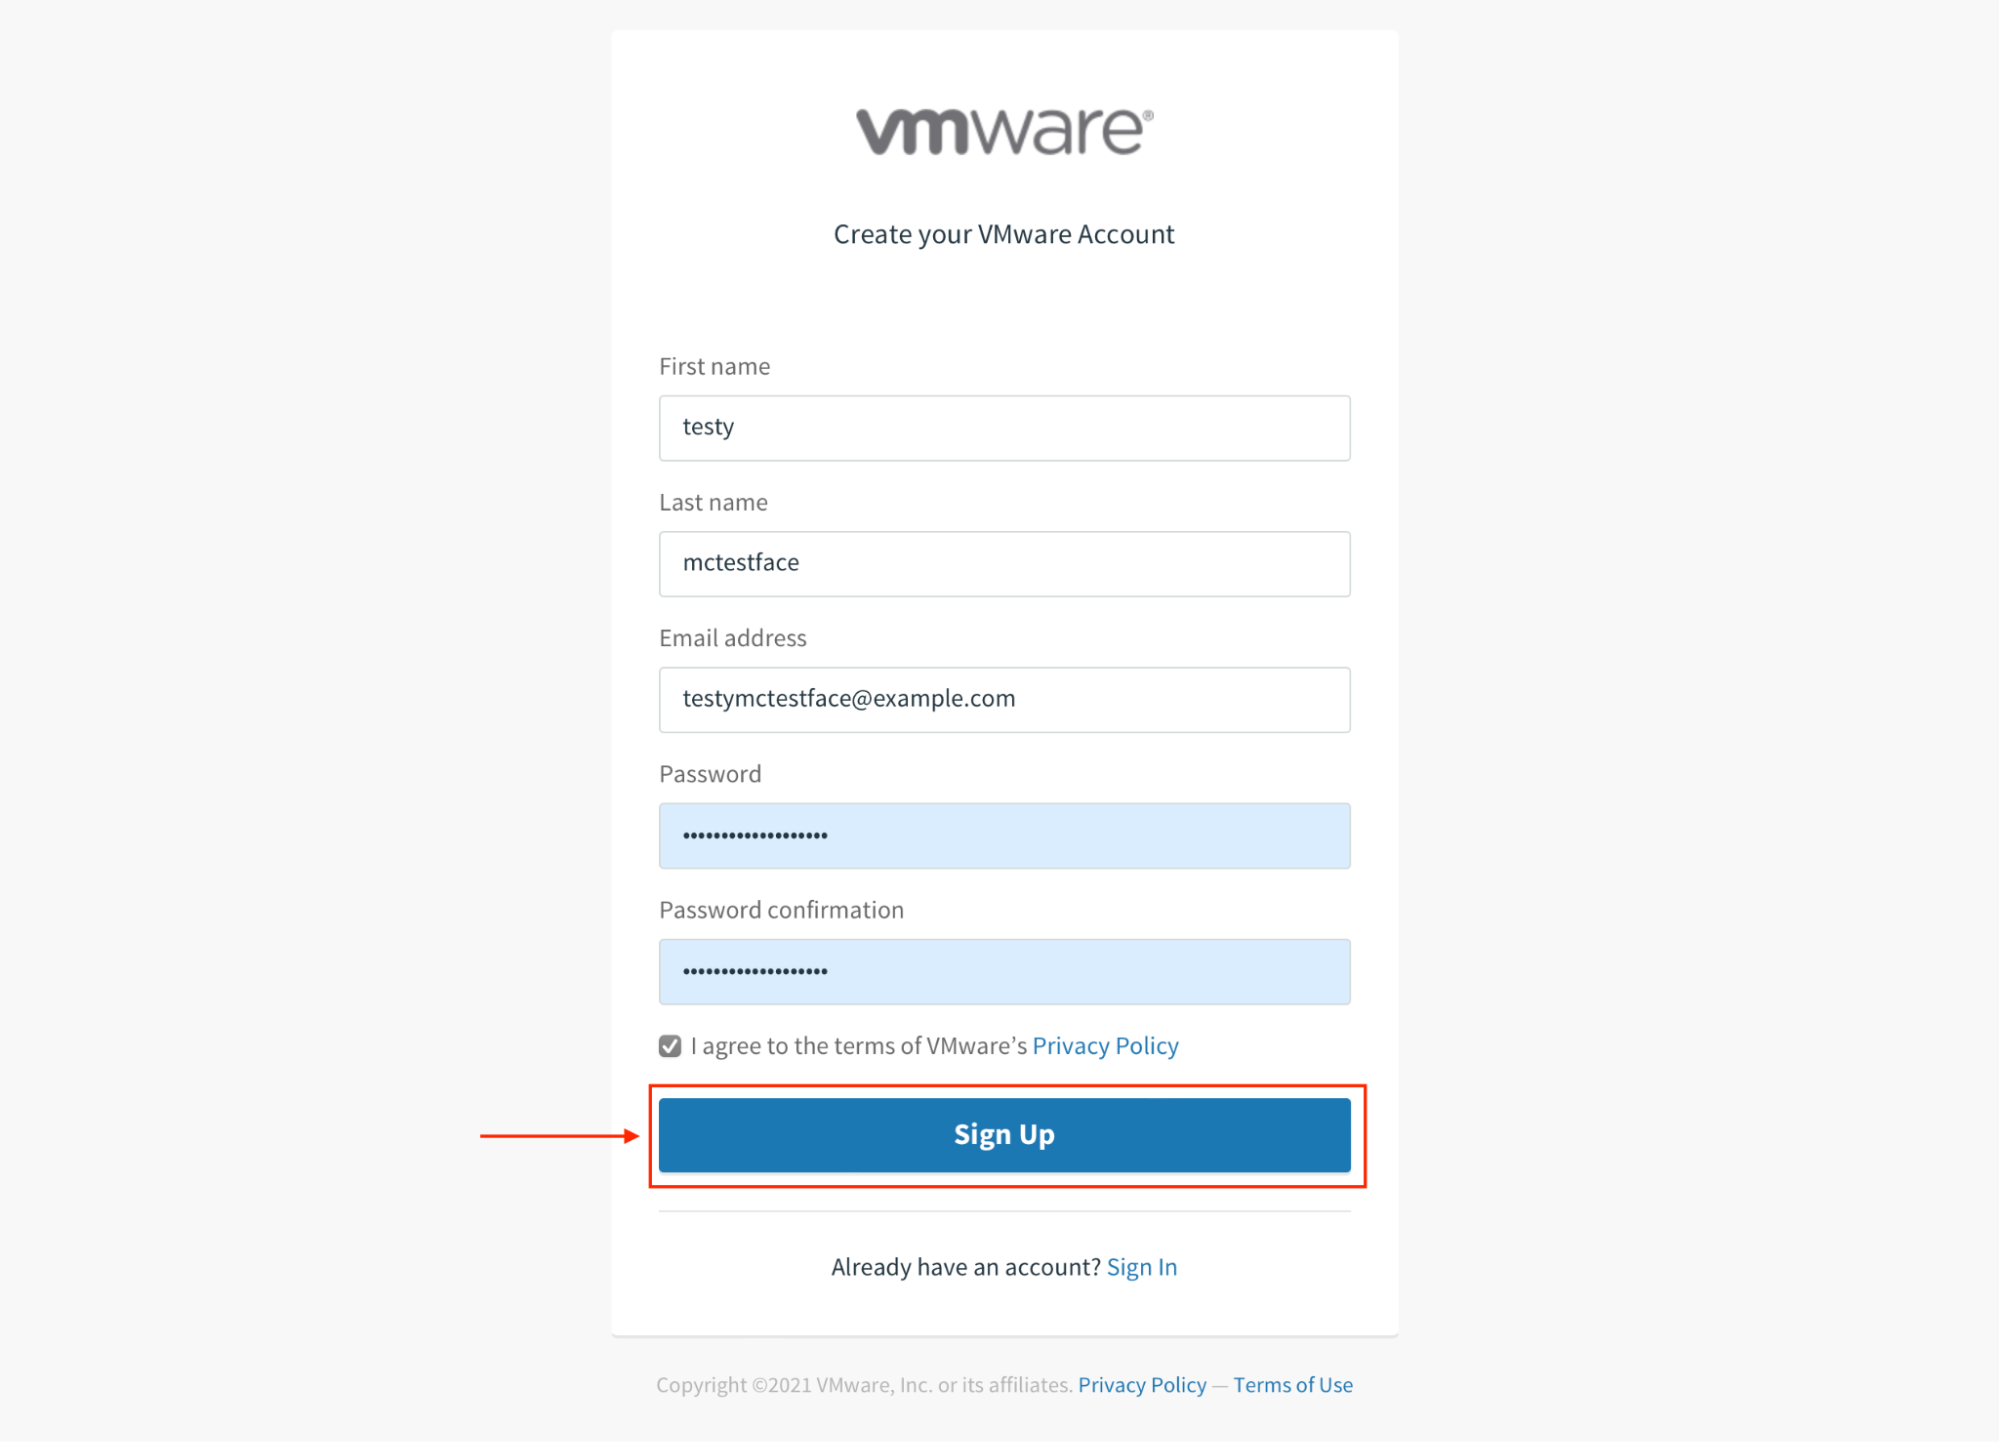 vmware®
Create your VMware Account
First name
testy
Last name
mctestface
Email address
testymctestface@example.com
Password
•••••••••••••••••••
Password confirmation
•••••••••••••••••••
I agree to the terms of VMware’s Privacy Policy
Sign Up
Already have an account? Sign In
Copyright ©2021 VMware, Inc. or its affiliates. Privacy Policy — Terms of Use